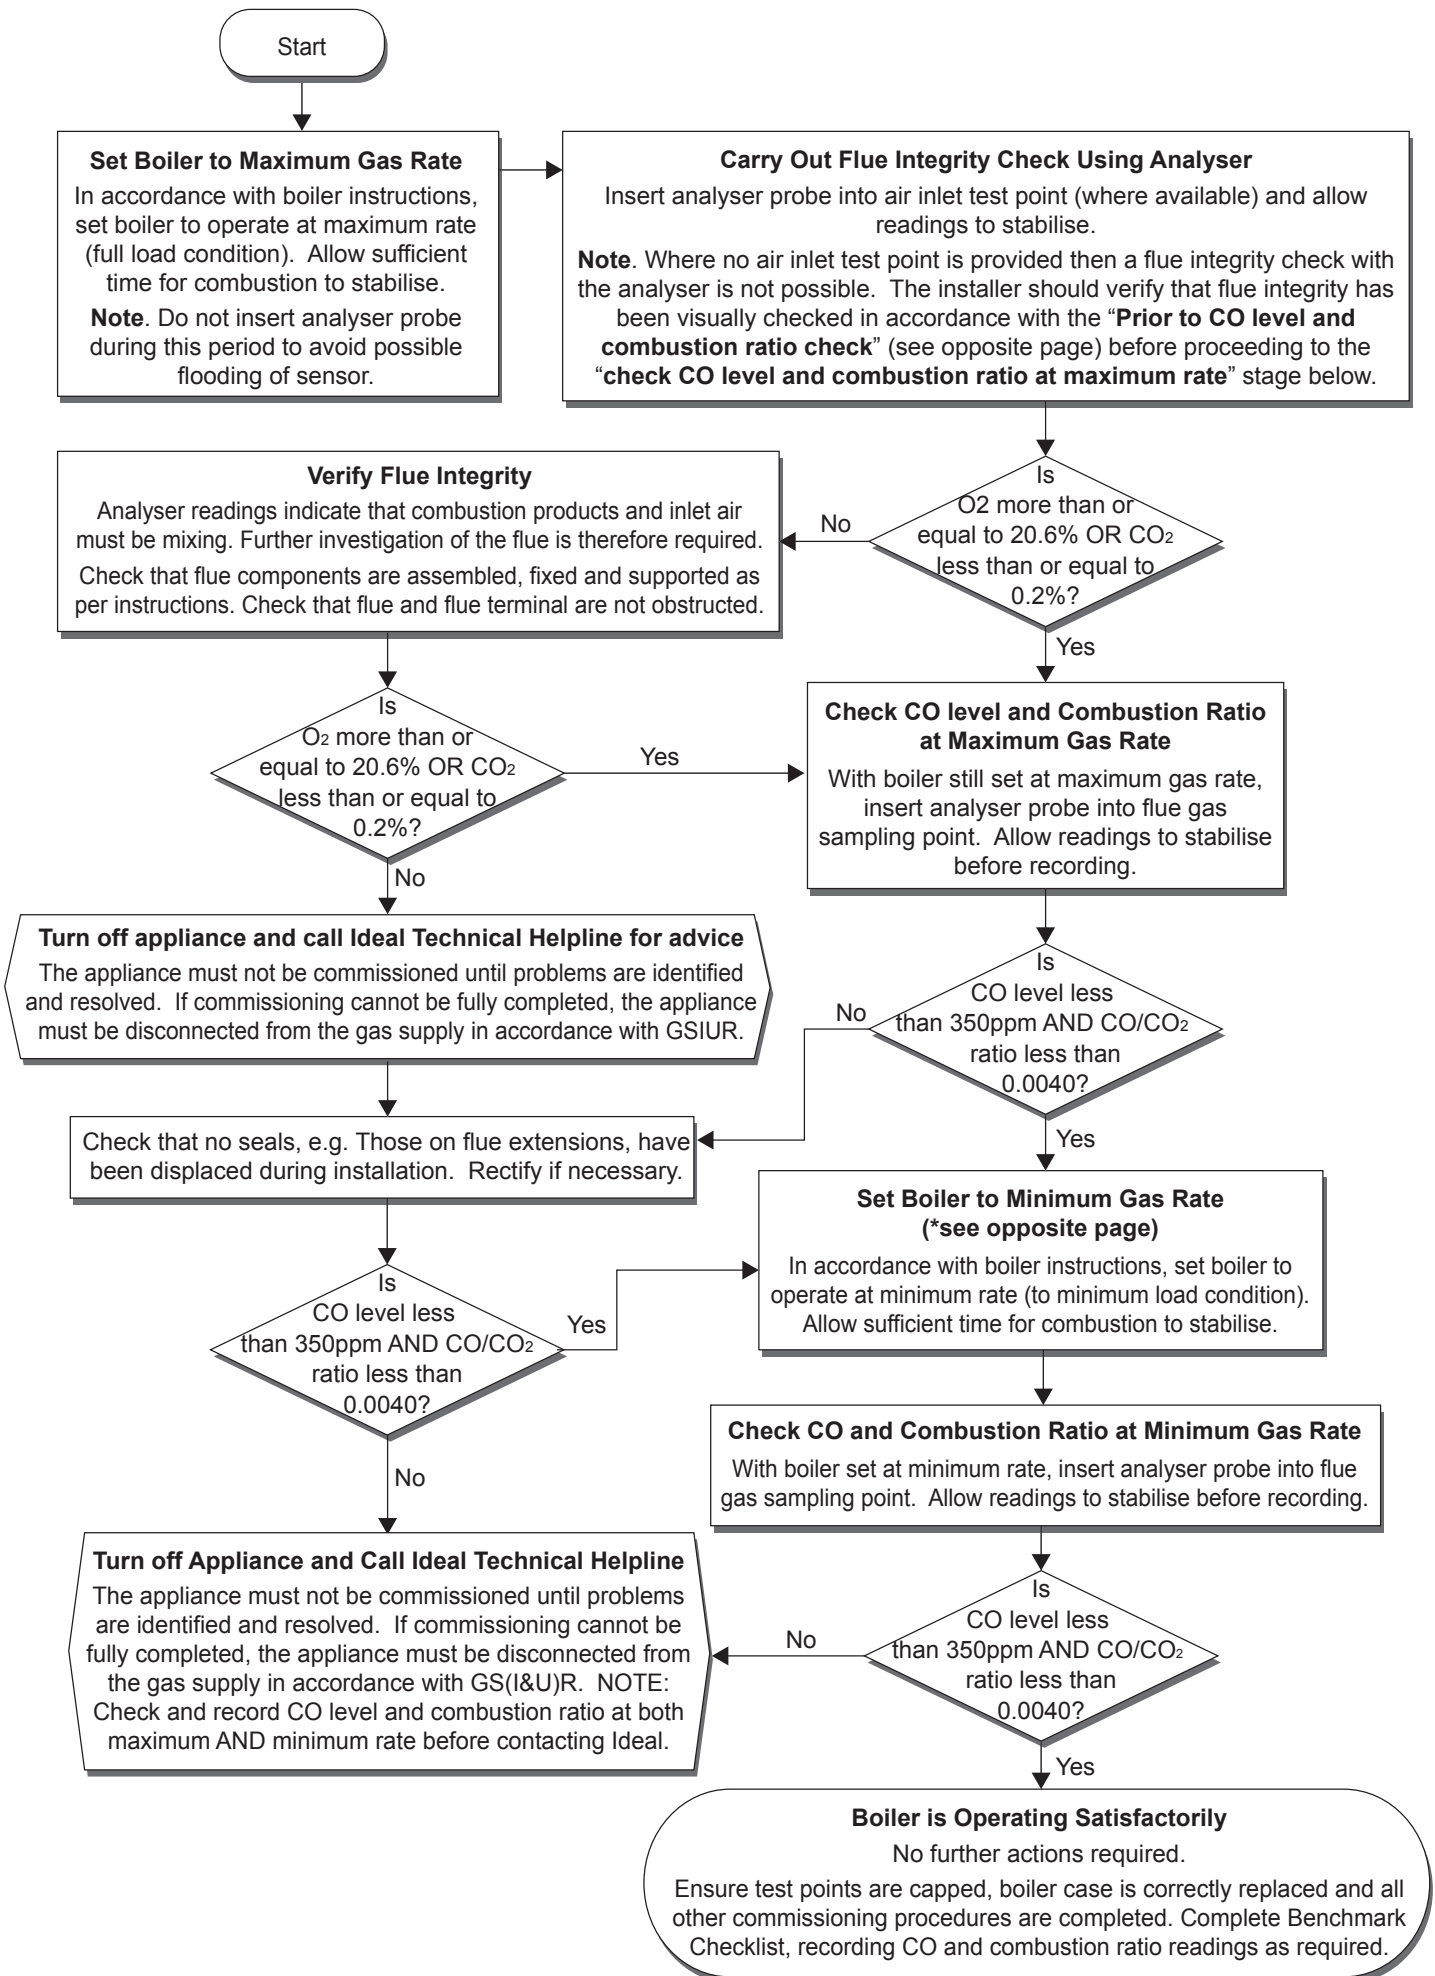 Start
Set Boiler to Maximum Gas Rate
In accordance with boiler instructions,
set boiler to operate at maximum rate
(full load condition).  Allow sufficient
time for combustion to stabilise.
Note. Do not insert analyser probe
during this period to avoid possible
flooding of sensor.
Carry Out Flue Integrity Check Using Analyser
Insert analyser probe into air inlet test point (where available) and allow
readings to stabilise.
Note. Where no air inlet test point is provided then a flue integrity check with
the analyser is not possible.  The installer should verify that flue integrity has
been visually checked in accordance with the “Prior to CO level and
combustion ratio check” (see opposite page) before proceeding to the
“check CO level and combustion ratio at maximum rate” stage below.
Is
O2 more than or
equal to 20.6% OR CO2
less than or equal to
0.2%?
No
Yes
Verify Flue Integrity
Analyser readings indicate that combustion products and inlet air
must be mixing. Further investigation of the flue is therefore required.
Check that flue components are assembled, fixed and supported as
per instructions. Check that flue and flue terminal are not obstructed.
Is
O2 more than or
equal to 20.6% OR CO2
less than or equal to
0.2%?
Yes
No
Check CO level and Combustion Ratio
at Maximum Gas Rate
With boiler still set at maximum gas rate,
insert analyser probe into flue gas
sampling point.  Allow readings to stabilise
before recording.
Turn off appliance and call Ideal Technical Helpline for advice
The appliance must not be commissioned until problems are identified
and resolved.  If commissioning cannot be fully completed, the appliance
must be disconnected from the gas supply in accordance with GSIUR.
Is
CO level less
than 350ppm AND CO/CO2
ratio less than
0.0040?
No
Yes
Check that no seals, e.g. Those on flue extensions, have
been displaced during installation.  Rectify if necessary.
Set Boiler to Minimum Gas Rate
(*see opposite page)
In accordance with boiler instructions, set boiler to
operate at minimum rate (to minimum load condition).
Allow sufficient time for combustion to stabilise.
Is
CO level less
than 350ppm AND CO/CO2
ratio less than
0.0040?
Yes
No
Check CO and Combustion Ratio at Minimum Gas Rate
With boiler set at minimum rate, insert analyser probe into flue
gas sampling point.  Allow readings to stabilise before recording.
Turn off Appliance and Call Ideal Technical Helpline
The appliance must not be commissioned until problems
are identified and resolved.  If commissioning cannot be
fully completed, the appliance must be disconnected from
the gas supply in accordance with GS(I&U)R.  NOTE:
Check and record CO level and combustion ratio at both
maximum AND minimum rate before contacting Ideal.
Is
CO level less
than 350ppm AND CO/CO2
ratio less than
0.0040?
No
Yes
Boiler is Operating Satisfactorily
No further actions required.
Ensure test points are capped, boiler case is correctly replaced and all
other commissioning procedures are completed. Complete Benchmark
Checklist, recording CO and combustion ratio readings as required.